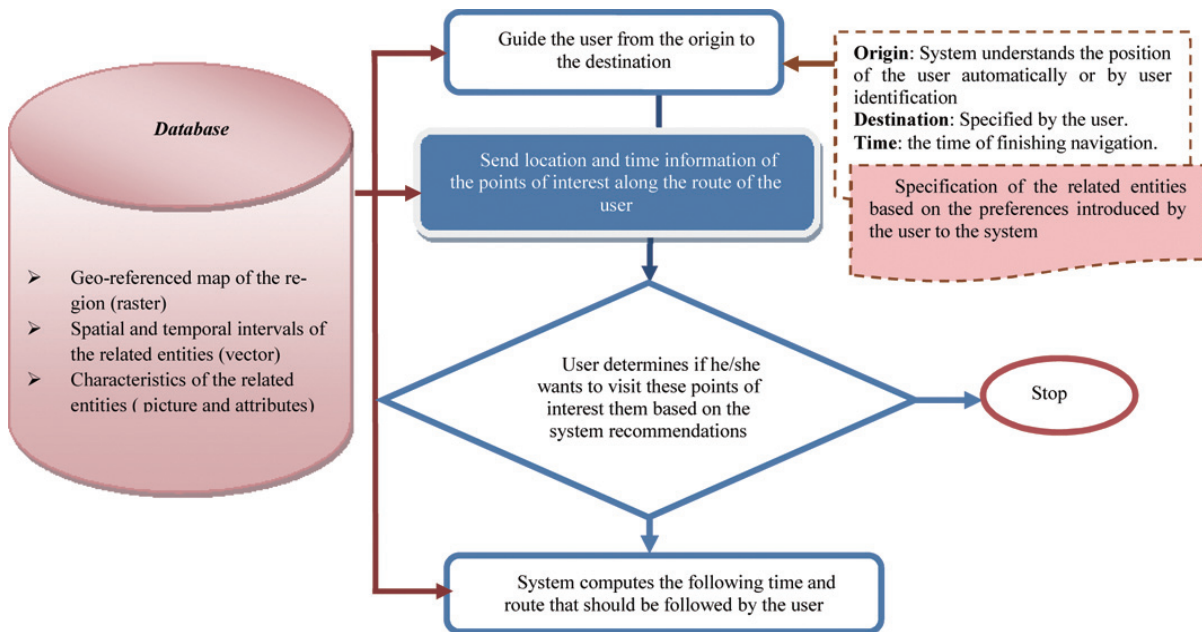 Database
➢ Geo-referenced map of the re-
gion (raster)
➢ Spatial and temporal intervals of
the related entities (vector)
➢ Characteristics of the related
entities ( picture and attributes)
Guide the user from the origin to
the destination
Send location and time information of
the points of interest along the route of the
user
User determines if he/she
wants to visit these points of
interest them based on the
system recommendations
System computes the following time and
route that should be followed by the user
Stop
Origin: System understands the position
of the user automatically or by user
identification
Destination: Specified by the user.
Time: the time of finishing navigation.
Specification of the related entities
based on the preferences introduced by
the user to the system